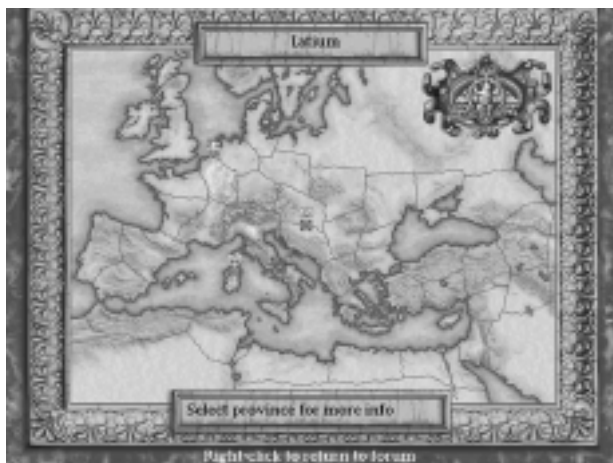 Latium
Select province for more info
Right-click to return to forum